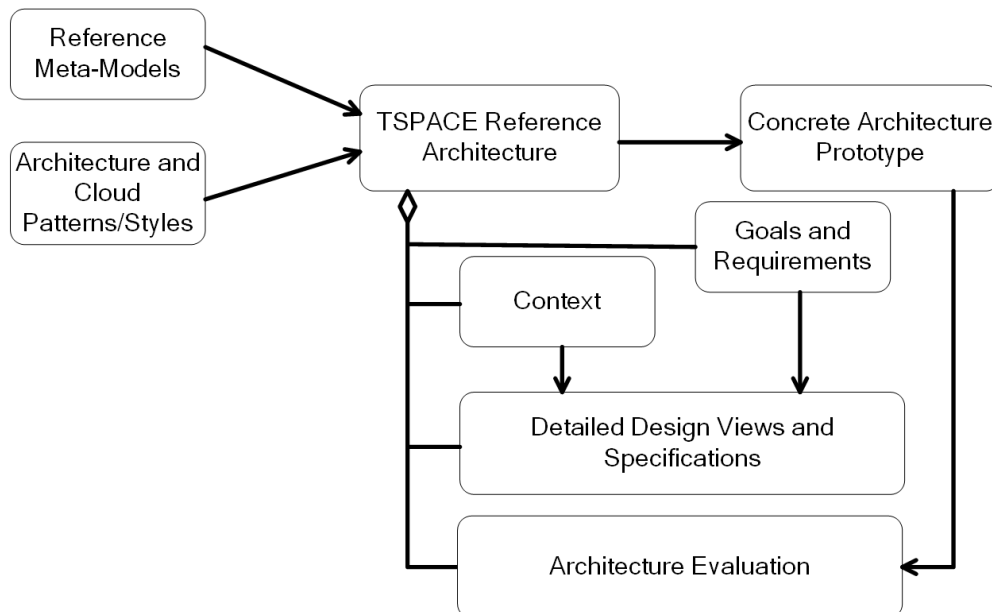 Reference
Meta-Models
Architecture and
Cloud
Patterns/Styles
TSPACE Reference
Architecture
Concrete Architecture
Prototype
Goals and
Requirements
Context
Detailed Design Views and
Specifications
Architecture Evaluation